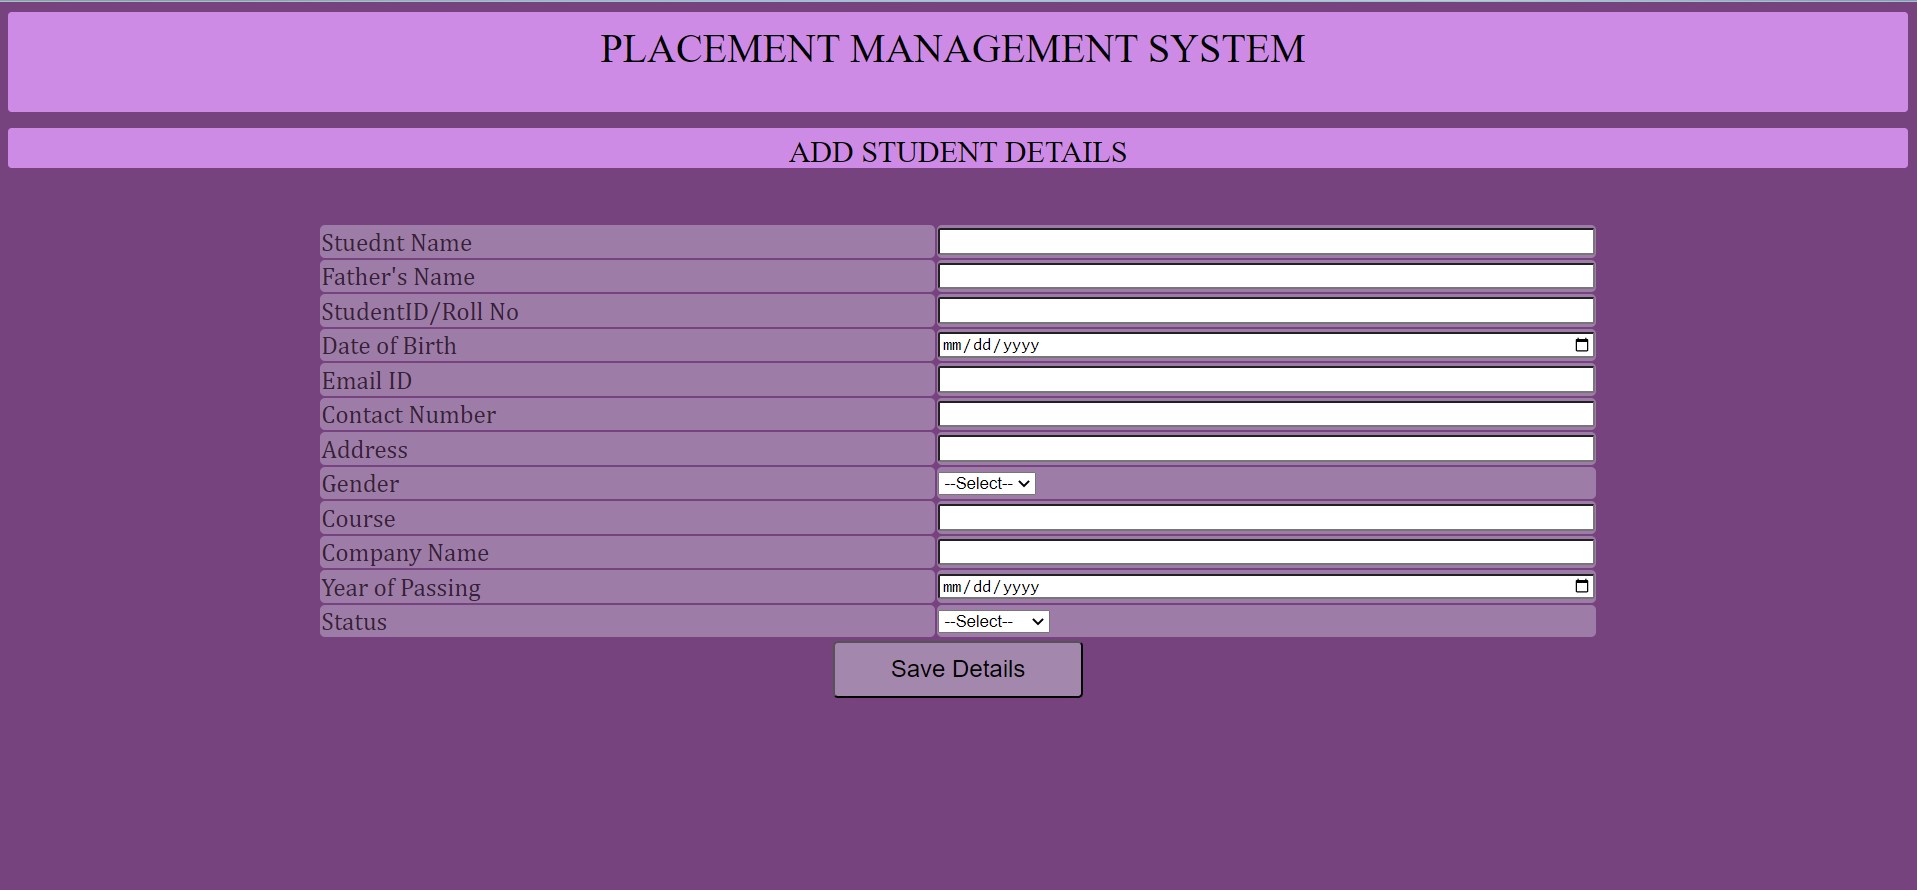 PLACEMENT MANAGEMENT SYSTEM
ADD STUDENT DETAILS
Stuednt Name
Father's Name
StudentID/Roll No
Date of Birth mm/dd/yyyy
Email ID
Contact Number
Address
Gender --Select--
Course
Company Name
Year of Passing mm/dd/yyyy
Status --Select--
Save Details